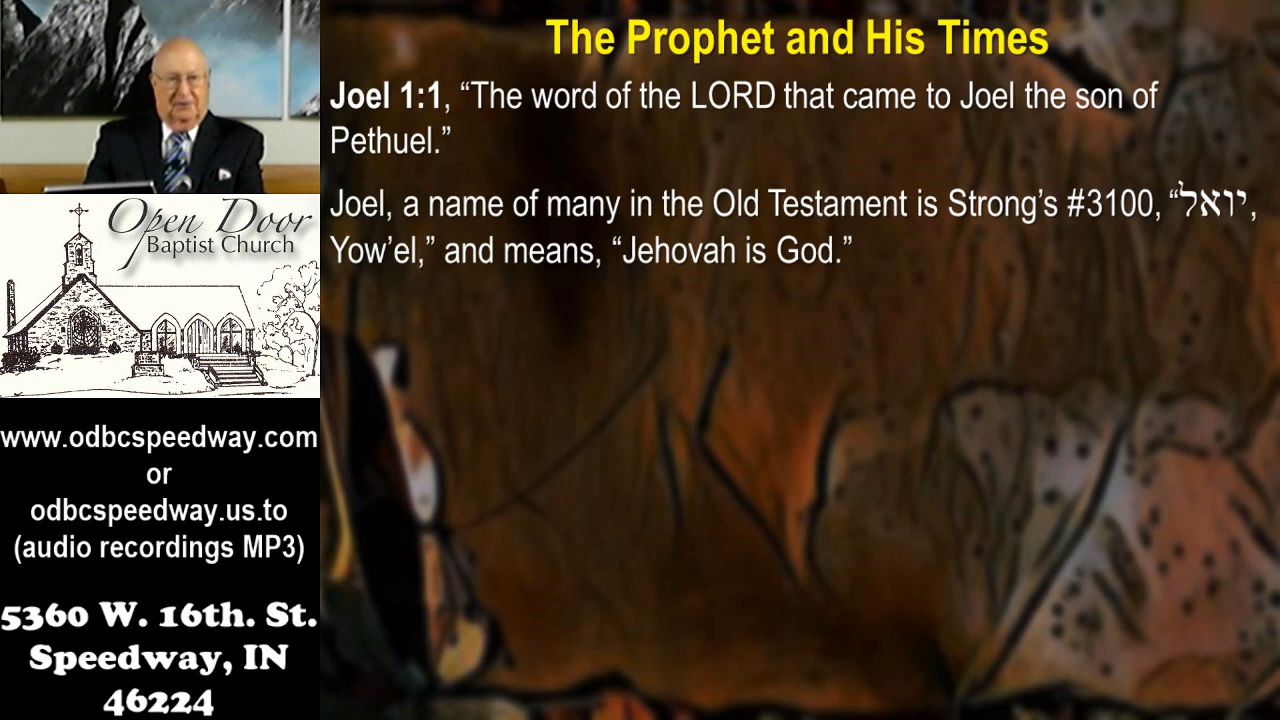 The Prophet and His Times
Joel 1:1, “The word of the LORD that came to Joel the son of
Pethuel.”
Joel, a name of many in the Old Testament is Strong’s #3100, “יואל,
Yow’el,” and means, “Jehovah is God.”
Open Door
Baptist Church
www.odbcspeedway.com
or
odbcspeedway.us.to
(audio recordings MP3)
5360 W. 16th. St.
Speedway, IN
46224